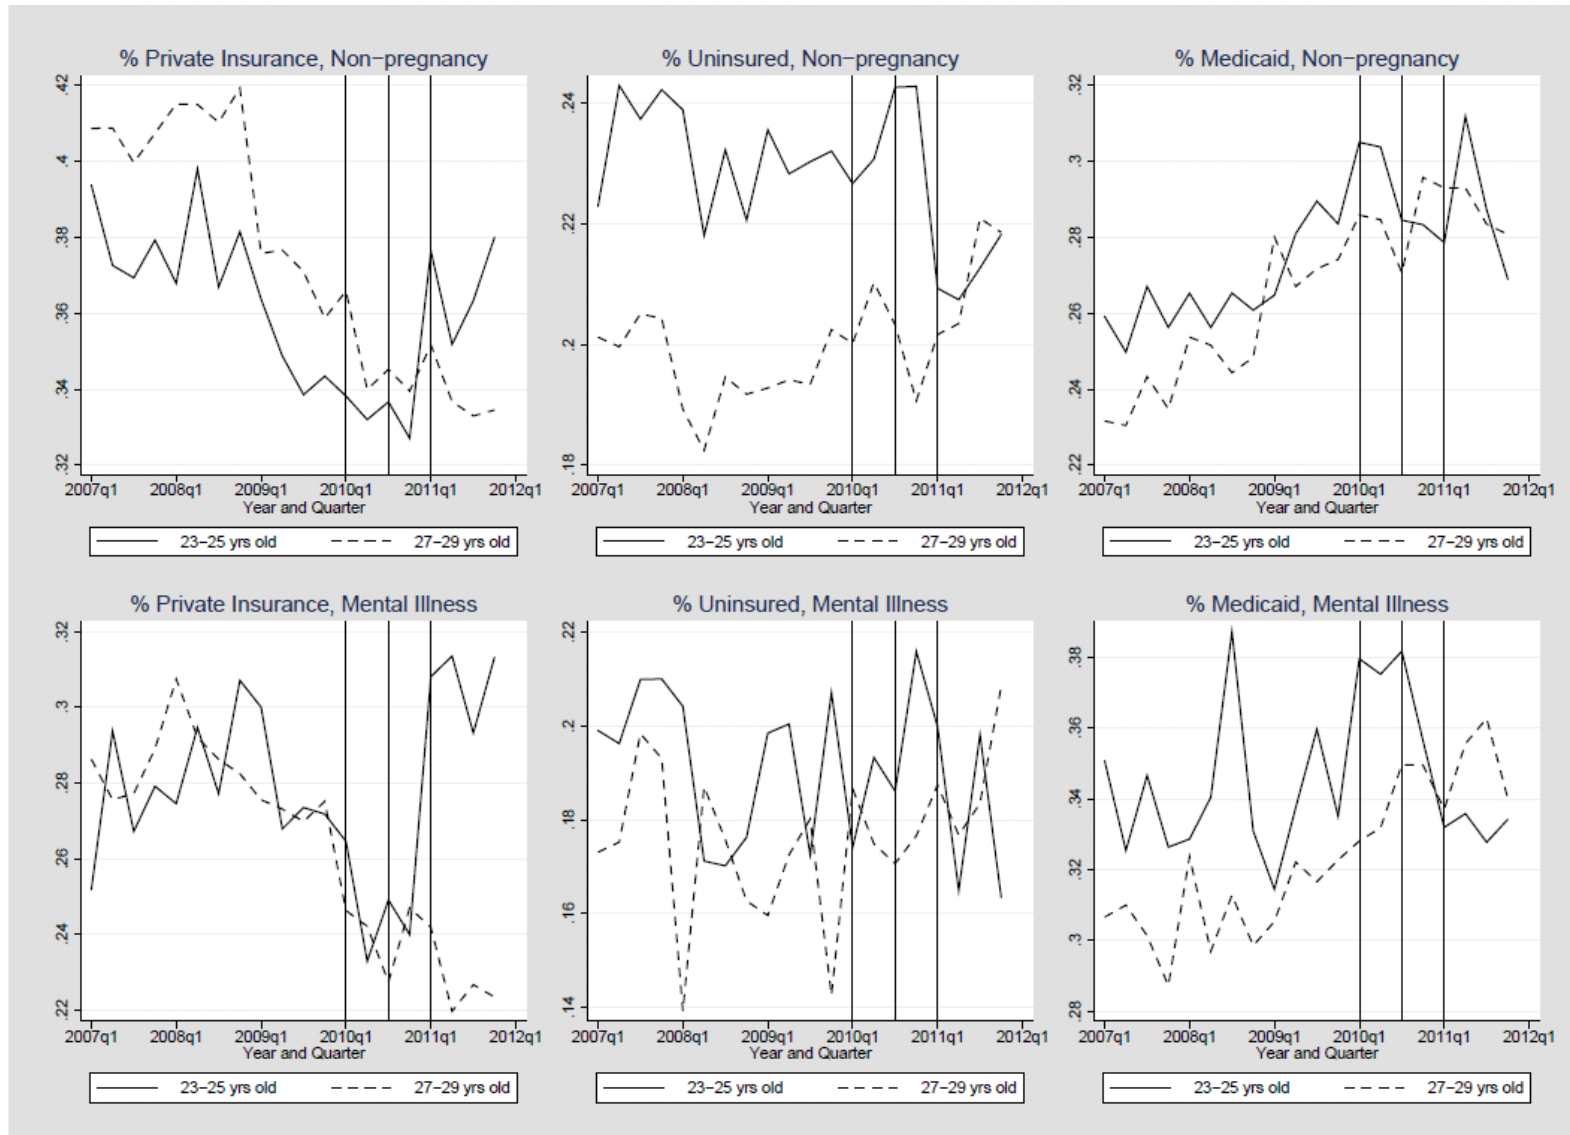 % Private Insurance, Non−pregnancy
.42
.4
.38
.36
.34
.32
2007q1 2008q1 2009q1 2010q1 2011q1 2012q1
Year and Quarter
23−25 yrs old 27−29 yrs old
% Uninsured, Non−pregnancy
.24
.22
.2
.18
2007q1 2008q1 2009q1 2010q1 2011q1 2012q1
Year and Quarter
23−25 yrs old 27−29 yrs old
% Medicaid, Non−pregnancy
.32
.3
.28
.26
.24
.22
2007q1 2008q1 2009q1 2010q1 2011q1 2012q1
Year and Quarter
23−25 yrs old 27−29 yrs old
% Private Insurance, Mental Illness
.32
.3
.28
.26
.24
.22
2007q1 2008q1 2009q1 2010q1 2011q1 2012q1
Year and Quarter
23−25 yrs old 27−29 yrs old
% Uninsured, Mental Illness
.22
.2
.18
.16
.14
2007q1 2008q1 2009q1 2010q1 2011q1 2012q1
Year and Quarter
23−25 yrs old 27−29 yrs old
% Medicaid, Mental Illness
.38
.36
.34
.32
.3
.28
2007q1 2008q1 2009q1 2010q1 2011q1 2012q1
Year and Quarter
23−25 yrs old 27−29 yrs old